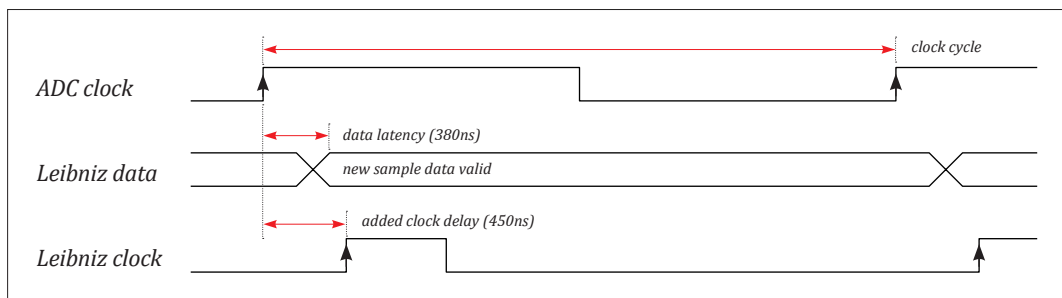 clock cycle
ADC clock
data latency (380ns)
Leibniz data
new sample data valid
added clock delay (450ns)
Leibniz clock